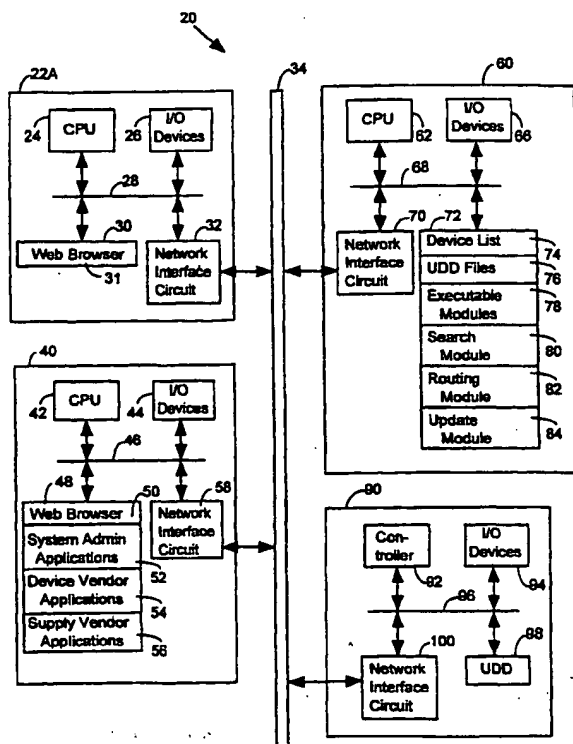 20
22A
34
60
24
CPU
26
I/O
Devices
28
30
32
Web Browser
31
Network
Interface
Circuit
CPU
62
I/O
Devices
66
68
70
72
Network
Interface
Circuit
Device List
74
UDD Files
76
Executable
Modules
78
Search
Module
80
Routing
Module
82
Update
Module
84
40
CPU
42
I/O
Devices
44
46
48
50
58
Web Browser
System Admin
Applications
52
Device Vendor
Applications
54
Supply Vendor
Applications
56
Network
Interface
Circuit
90
Con-
troller
92
I/O
Devices
94
96
100
98
Network
Interface
Circuit
UDD